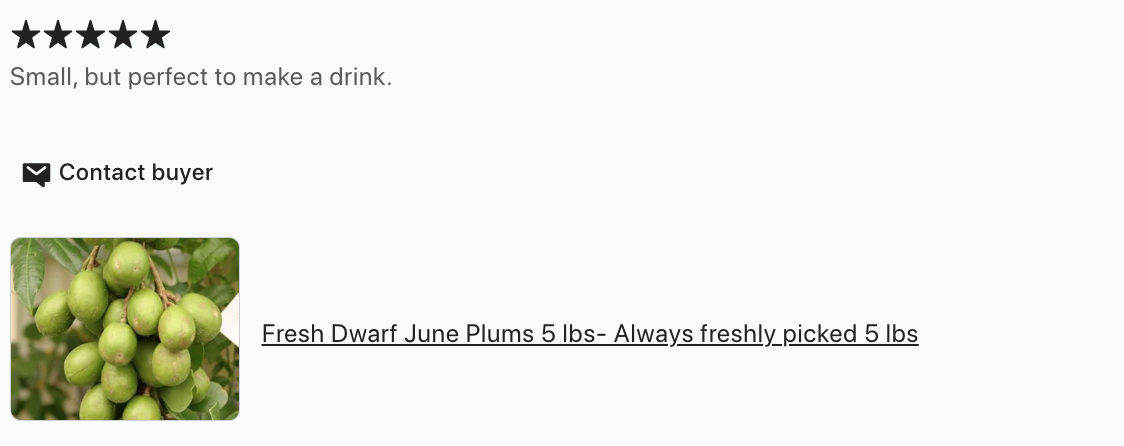 Small, but perfect to make a drink.
Contact buyer
Fresh Dwarf June Plums 5 lbs- Always freshly picked 5 lbs